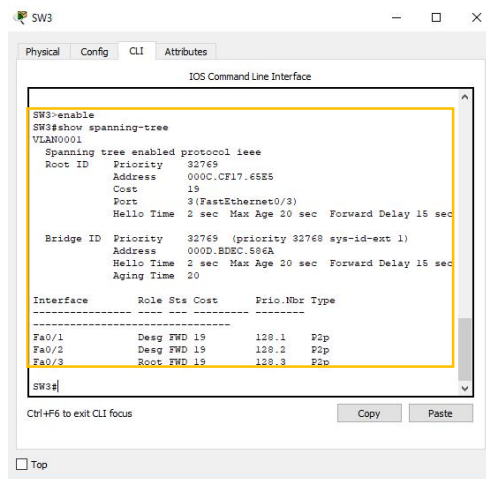 SW3
Physical Config CLI Attributes
IOS Command Line Interface
SW3>enable
SW3#show spanning-tree
VLAN0001
  Spanning tree enabled protocol ieee
  Root ID    Priority    32769
             Address     000C.CF17.65E5
             Cost        19
             Port        3(FastEthernet0/3)
             Hello Time  2 sec  Max Age 20 sec  Forward Delay 15 sec

  Bridge ID  Priority    32769  (priority 32768 sys-id-ext 1)
             Address     000D.BDEC.586A
             Hello Time  2 sec  Max Age 20 sec  Forward Delay 15 sec
             Aging Time  20

Interface        Role Sts Cost      Prio.Nbr Type
---------------- ---- --- --------- --------
--------------------------------
Fa0/1            Desg FWD 19        128.1    P2p
Fa0/2            Desg FWD 19        128.2    P2p
Fa0/3            Root FWD 19        128.3    P2p

SW3#
Ctrl+F6 to exit CLI focus Copy Paste
Top